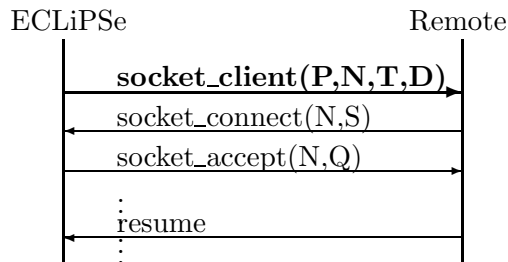 ECLiPSe Remote
socket_client(P,N,T,D)
socket_connect(N,S)
socket_accept(N,Q)
resume